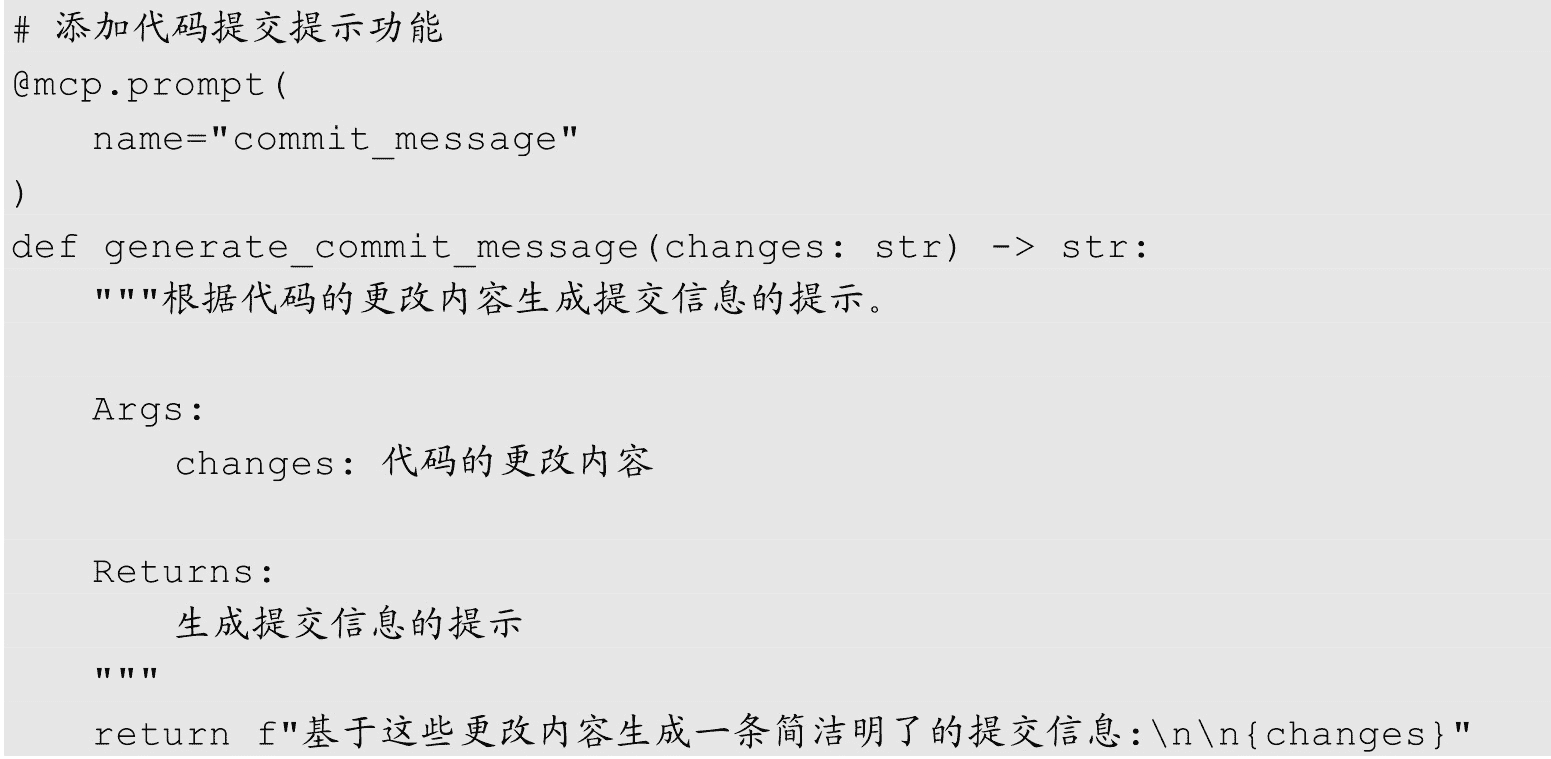 # 添加代码提交提示功能
@mcp.prompt(
    name="commit_message"
)
def generate_commit_message(changes: str) -> str:
    """根据代码的更改内容生成提交信息的提示。
    Args:
        changes: 代码的更改内容
    Returns:
        生成提交信息的提示
    """
    return f"基于这些更改内容生成一条简洁明了的提交信息:\n\n{changes}"